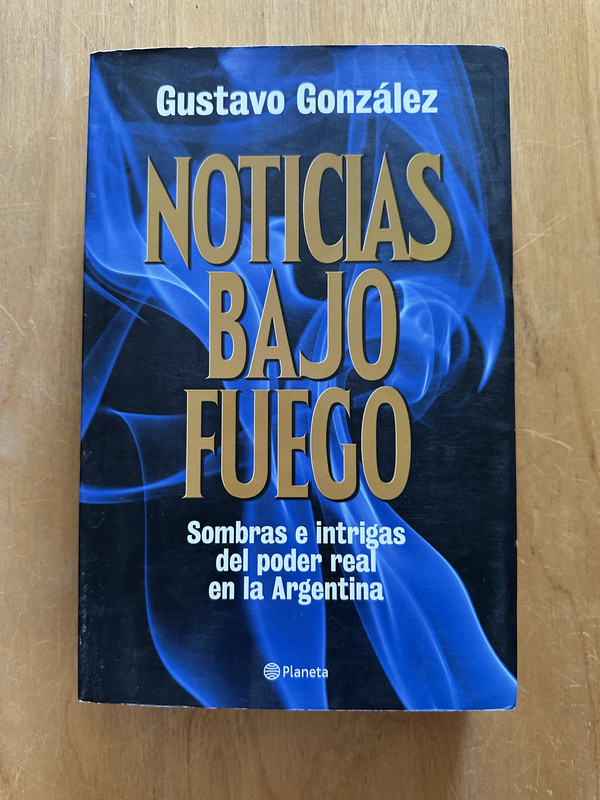 Gustavo González
NOTICIAS
BAJO
FUEGO
Sombras e intrigas
del poder real
en la Argentina
Planeta